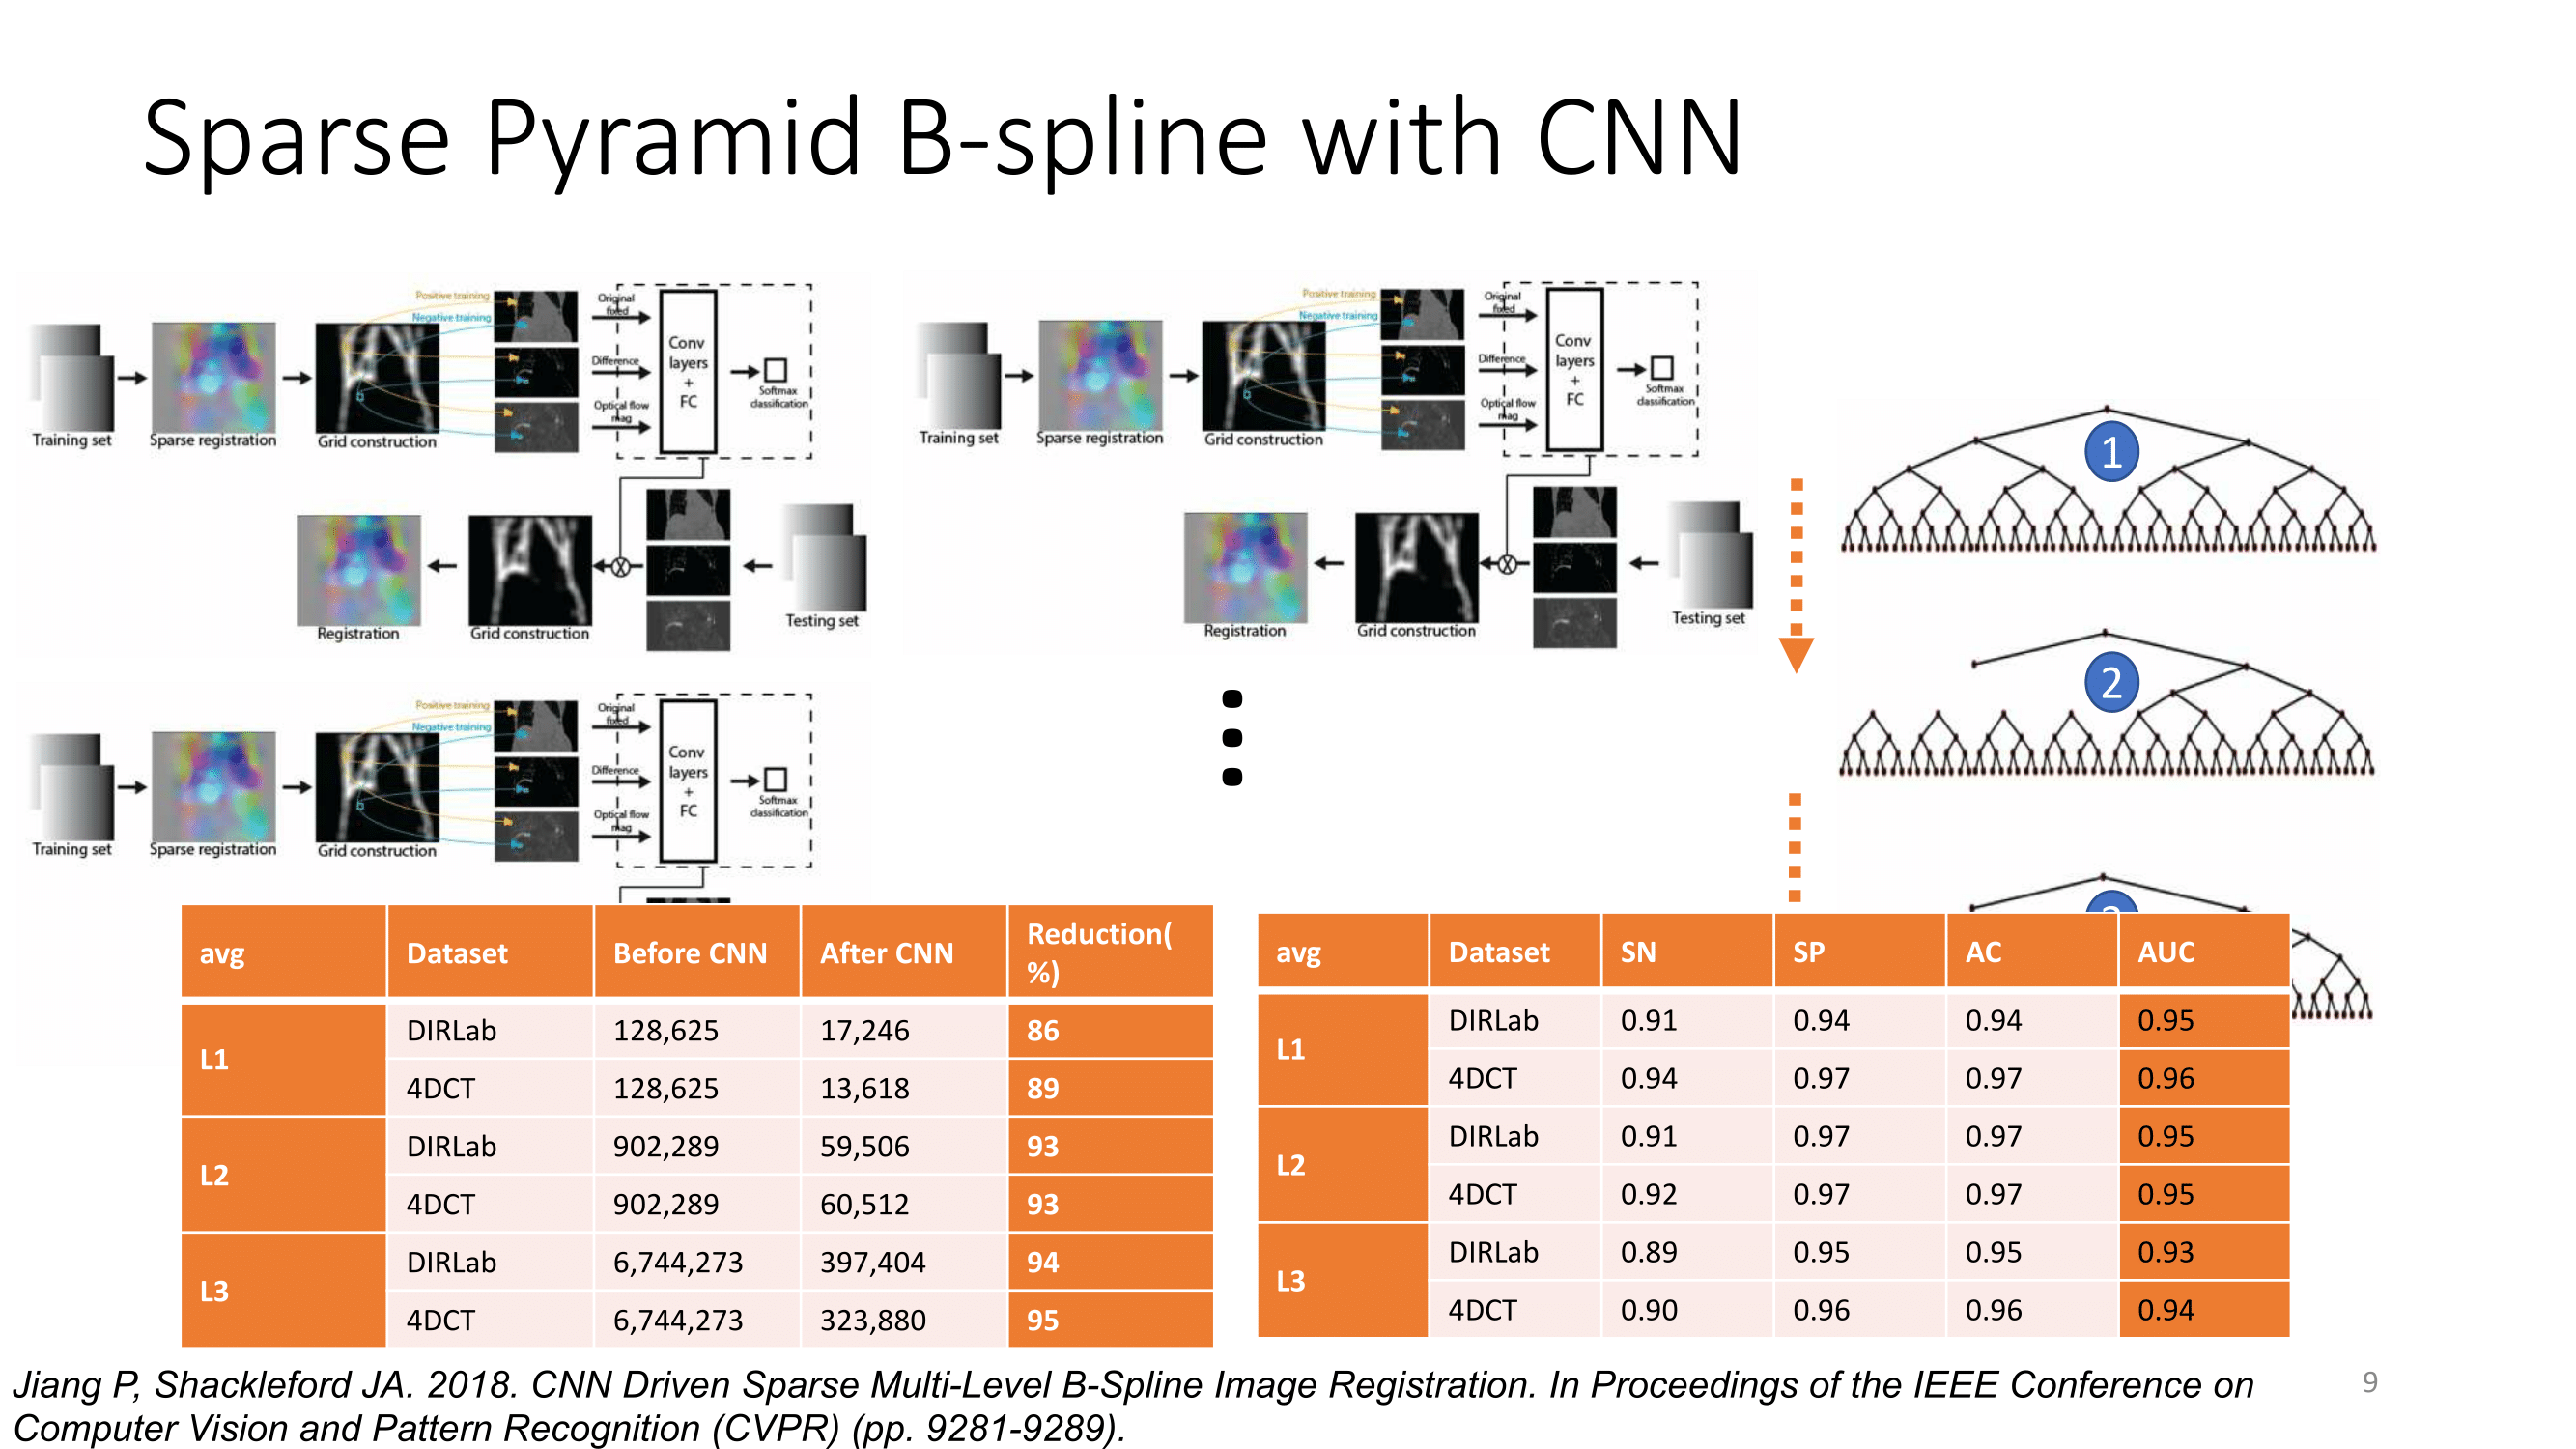 Sparse Pyramid B-spline with CNN
Positive training
Negative training
Original
fixed
Difference
Optical flow
mag
Conv
layers
+
FC
Softmax
classification
Training set
Sparse registration
Grid construction
Registration
Grid construction
Testing set
Positive training
Negative training
Original
fixed
Difference
Optical flow
mag
Conv
layers
+
FC
Softmax
classification
Training set
Sparse registration
Grid construction
Registration
Grid construction
Testing set
1
2
Positive training
Negative training
Original
fixed
Difference
Optical flow
mag
Conv
layers
+
FC
Softmax
classification
Training set
Sparse registration
Grid construction
avg Dataset Before CNN After CNN Reduction(
%)
L1
DIRLab 128,625 17,246 86
4DCT 128,625 13,618 89
L2
DIRLab 902,289 59,506 93
4DCT 902,289 60,512 93
L3
DIRLab 6,744,273 397,404 94
4DCT 6,744,273 323,880 95
avg Dataset SN SP AC AUC
L1
DIRLab 0.91 0.94 0.94 0.95
4DCT 0.94 0.97 0.97 0.96
L2
DIRLab 0.91 0.97 0.97 0.95
4DCT 0.92 0.97 0.97 0.95
L3
DIRLab 0.89 0.95 0.95 0.93
4DCT 0.90 0.96 0.96 0.94
Jiang P, Shackleford JA. 2018. CNN Driven Sparse Multi-Level B-Spline Image Registration. In Proceedings of the IEEE Conference on
Computer Vision and Pattern Recognition (CVPR) (pp. 9281-9289).
9